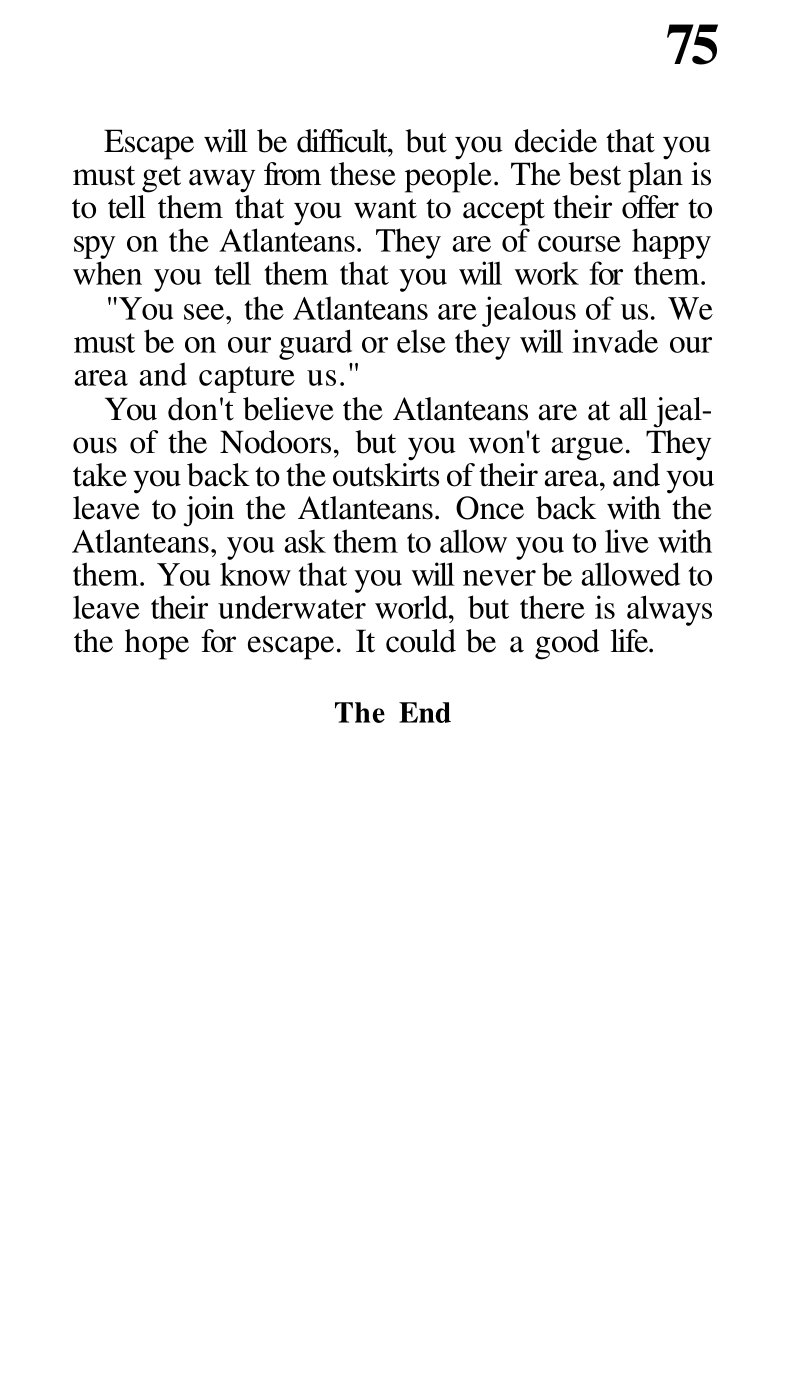 75
Escape will be difficult, but you decide that you
must get away from these people. The best plan is
to tell them that you want to accept their offer to
spy on the Atlanteans. They are of course happy
when you tell them that you will work for them.
"You see, the Atlanteans are jealous of us. We
must be on our guard or else they will invade our
area and capture us."
You don't believe the Atlanteans are at all jeal-
ous of the Nodoors, but you won't argue. They
take you back to the outskirts of their area, and you
leave to join the Atlanteans. Once back with the
Atlanteans, you ask them to allow you to live with
them. You know that you will never be allowed to
leave their underwater world, but there is always
the hope for escape. It could be a good life.
The End